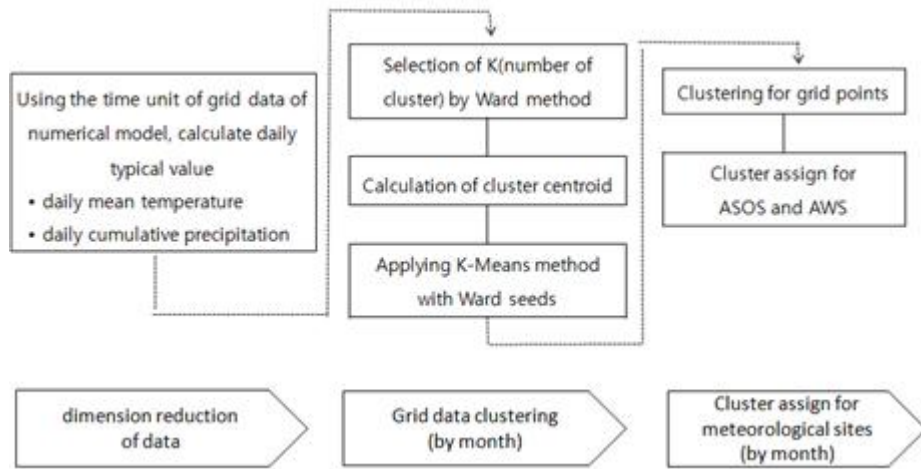 Using the time unit of grid data of
numerical model, calculate daily
typical value
• daily mean temperature
• daily cumulative precipitation
Selection of K(number of
cluster) by Ward method
Calculation of cluster centroid
Applying K-Means method
with Ward seeds
Clustering for grid points
Cluster assign for
ASOS and AWS
dimension reduction
of data
Grid data clustering
(by month)
Cluster assign for
meteorological sites
(by month)